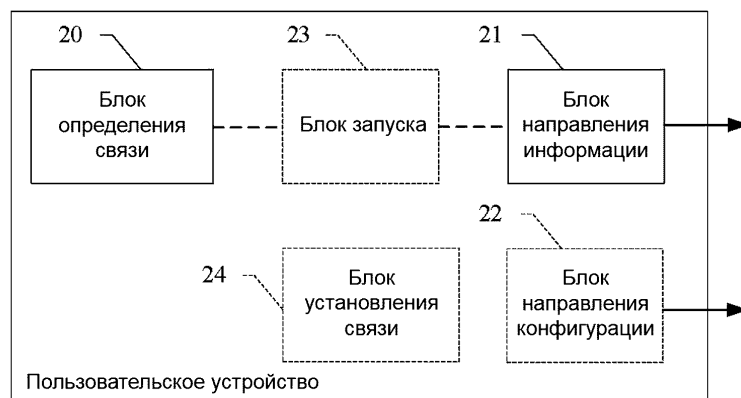 20
23
21
Блок
определения
связи
Блок запуска
Блок
направления
информации
22
24
Блок
установления
связи
Блок
направления
конфигурации
Пользовательское устройство